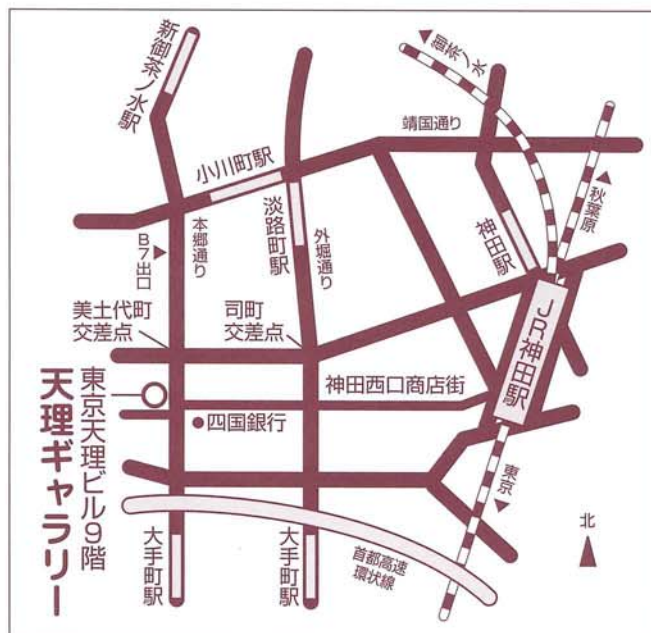 新御茶ノ水駅
御茶ノ水
靖国通り
小川町駅
秋葉原
淡路町駅
神田駅
本郷通り
外堀通り
B7出口
美土代町
交差点
司町
交差点
JR神田駅
神田西口商店街
東京天理ビル9階
天理ギャラリー
四国銀行
東京
北
大手町駅
大手町駅
首都高速
環状線